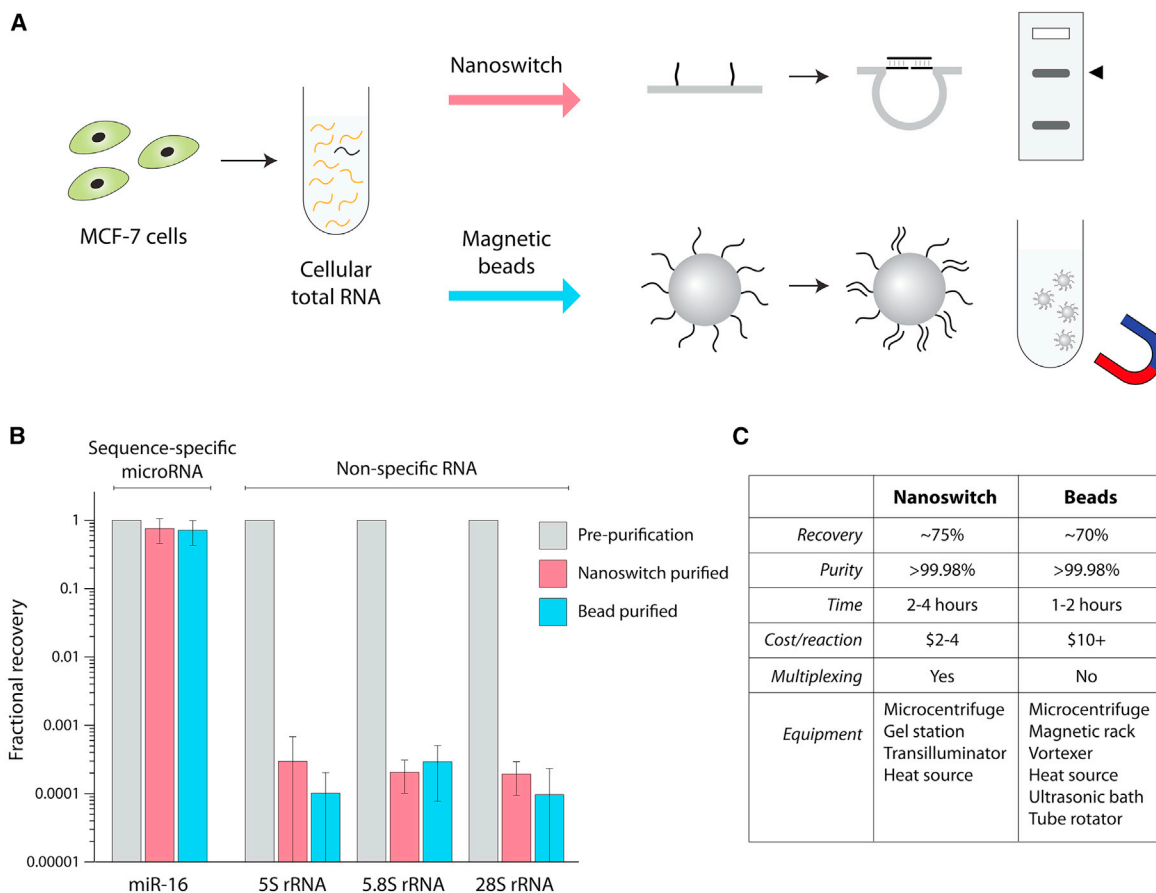 A
Nanoswitch
MCF-7 cells
Cellular
total RNA
Magnetic
beads
B
Sequence-specific
microRNA
Non-specific RNA
Fractional recovery
1
0.1
0.01
0.001
0.0001
0.00001
Pre-purification
Nanoswitch purified
Bead purified
miR-16 5S rRNA 5.8S rRNA 28S rRNA
C
Nanoswitch Beads
Recovery ~75% ~70%
Purity >99.98% >99.98%
Time 2-4 hours 1-2 hours
Cost/reaction $2-4 $10+
Multiplexing Yes No
Equipment
Microcentrifuge
Gel station
Transilluminator
Heat source
Microcentrifuge
Magnetic rack
Vortexer
Heat source
Ultrasonic bath
Tube rotator